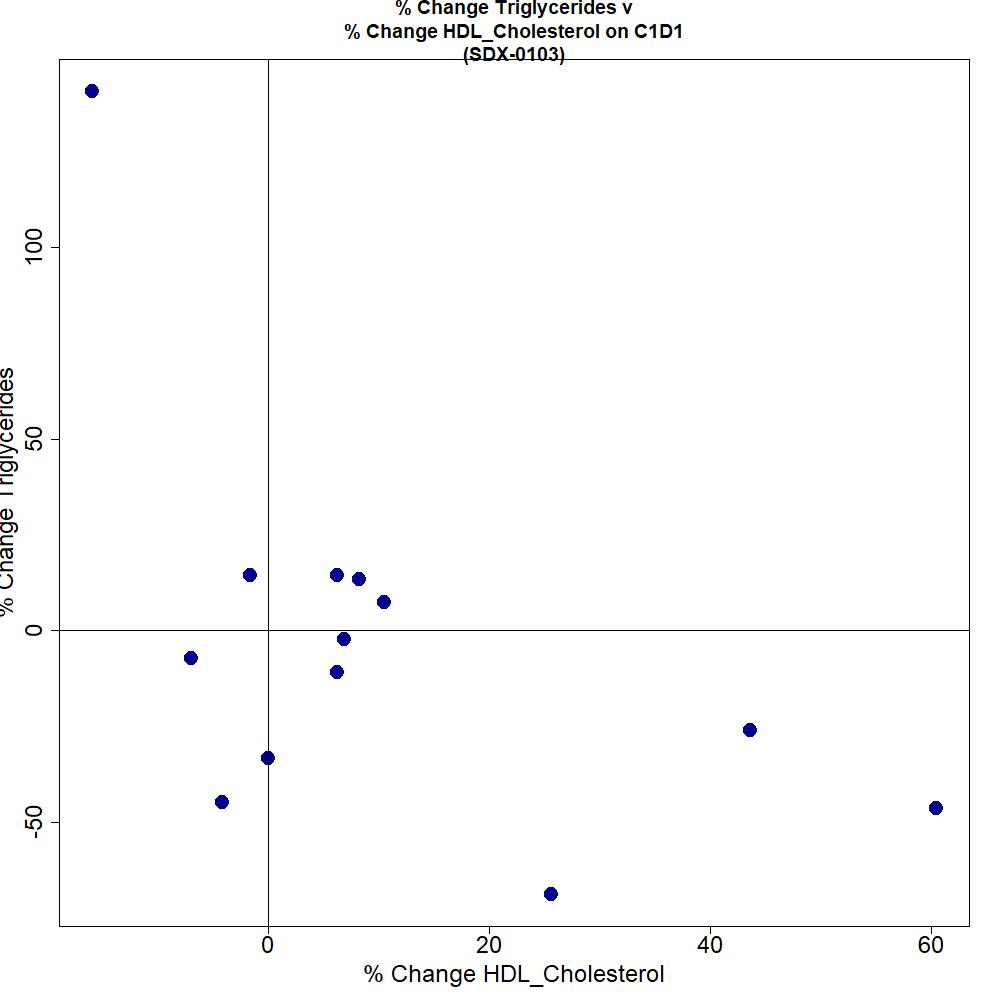 % Change Triglycerides v
% Change HDL_Cholesterol on C1D1
(SDX-0103)
% Change Triglycerides
100
50
0
-50
0
20
40
60
% Change HDL_Cholesterol